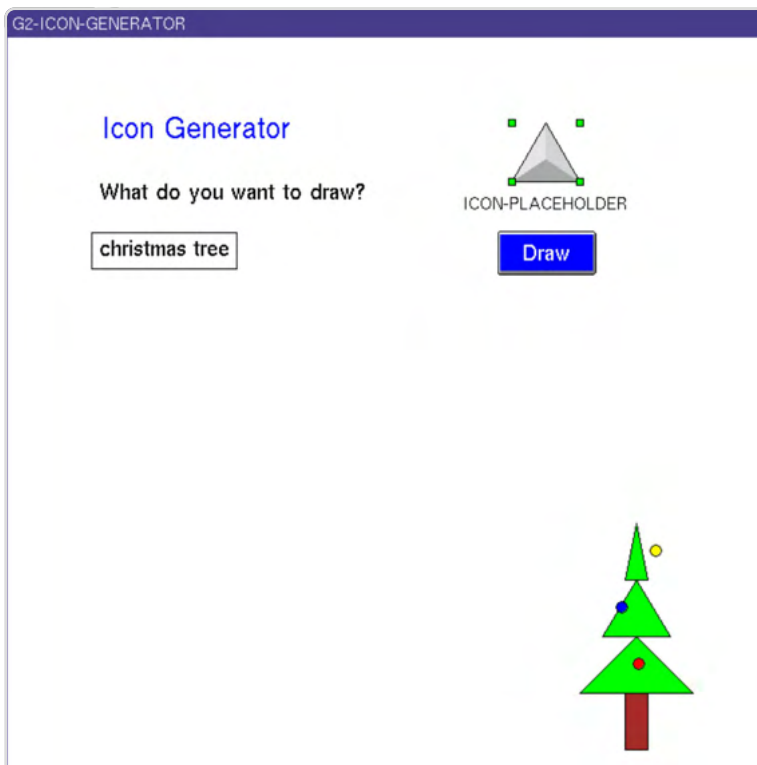 G2-ICON-GENERATOR
Icon Generator
What do you want to draw?
ICON-PLACEHOLDER
christmas tree
Draw